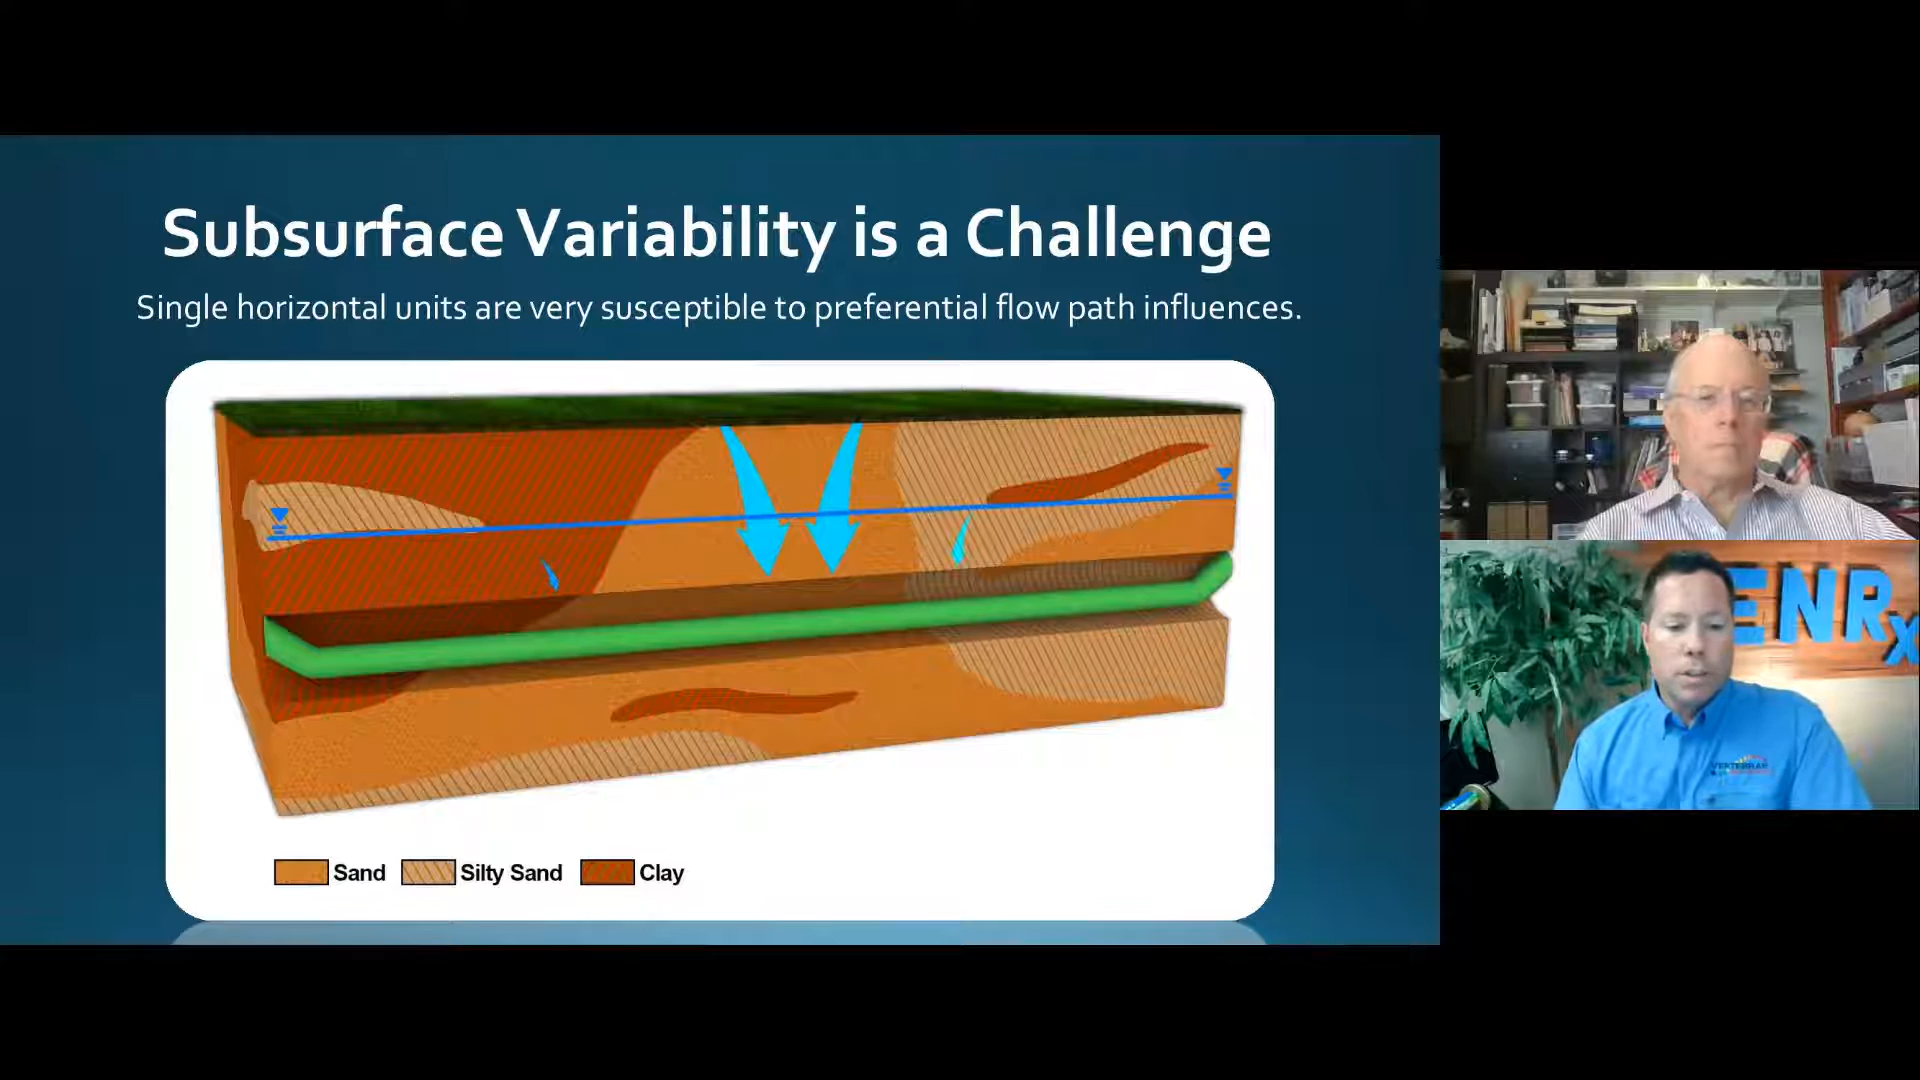 Subsurface Variability is a Challenge
Single horizontal units are very susceptible to preferential flow path influences.
Sand
Silty Sand
Clay
ENRx